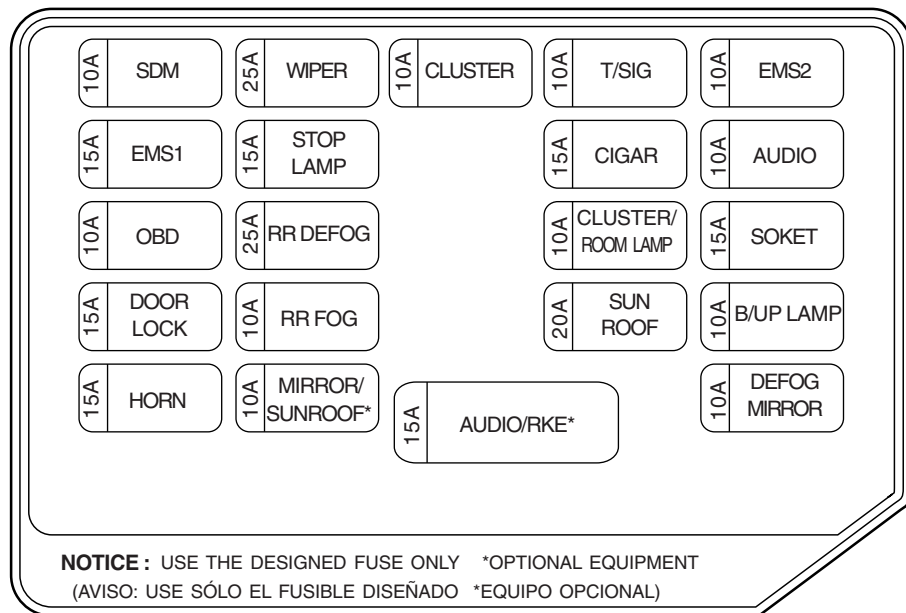 10A SDM
25A WIPER
10A CLUSTER
10A T/SIG
10A EMS2
15A EMS1
15A STOP
LAMP
15A CIGAR
10A AUDIO
10A OBD
25A RR DEFOG
10A CLUSTER/
ROOM LAMP
15A SOKET
15A DOOR
LOCK
10A RR FOG
20A SUN
ROOF
10A B/UP LAMP
15A HORN
10A MIRROR/
SUNROOF*
15A AUDIO/RKE*
10A DEFOG
MIRROR
NOTICE : USE THE DESIGNED FUSE ONLY *OPTIONAL EQUIPMENT
(AVISO: USE SÓLO EL FUSIBLE DISEÑADO *EQUIPO OPCIONAL)